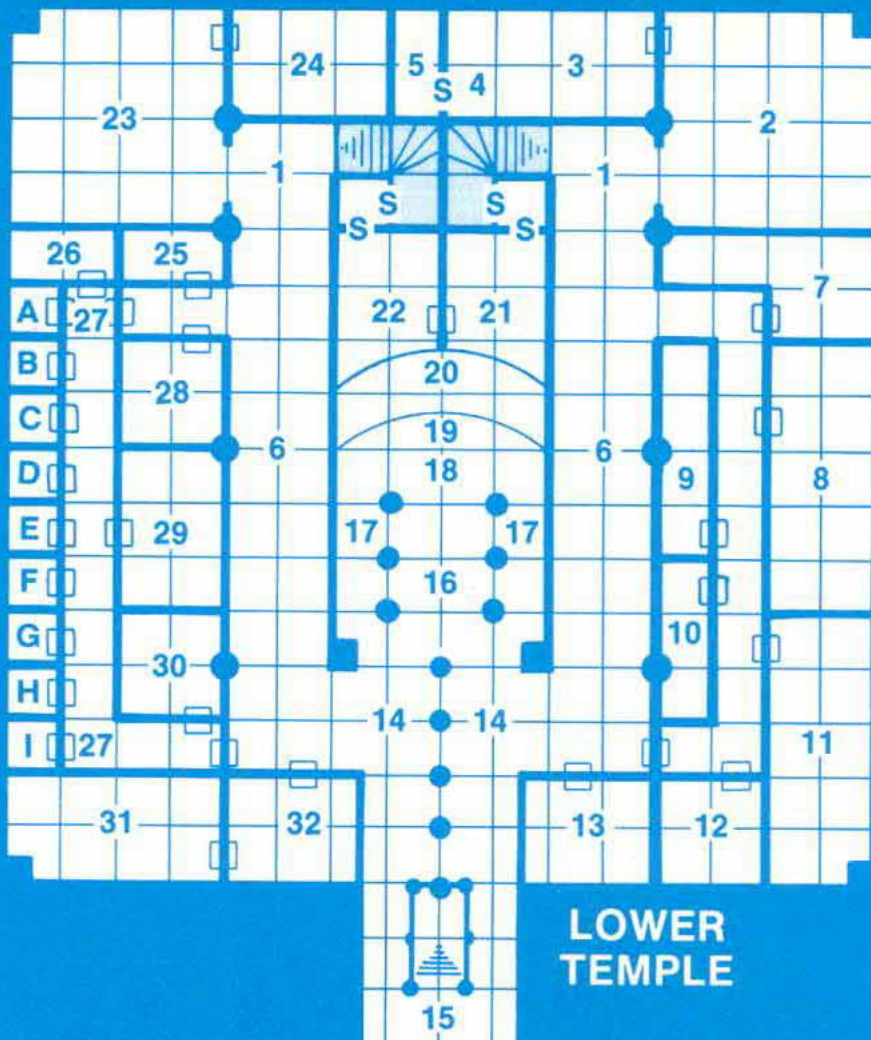 24 5 4 3
S
23 2
1 1
S S
S S
26 25
7
A 27 22 21
B 20
28
C 19
6 6
D 18 9 8
E 29 17 17
F 16
G 10
H 30
14 14 11
I 27
31 32 13 12
LOWER
TEMPLE
15